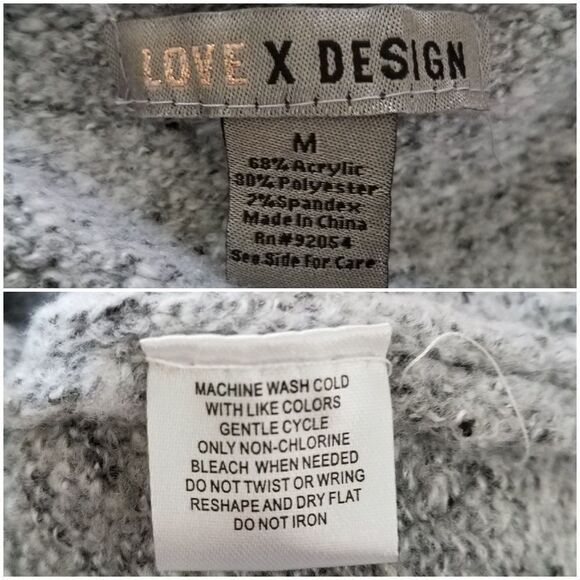 LOVE X DESIGN
M
68% Acrylic
30% Polyester
2% Spandex
Made in China
Rn#92054
See Side For Care
MACHINE WASH COLD
WITH LIKE COLORS
GENTLE CYCLE
ONLY NON-CHLORINE
BLEACH WHEN NEEDED
DO NOT TWIST OR WRING
RESHAPE AND DRY FLAT
DO NOT IRON